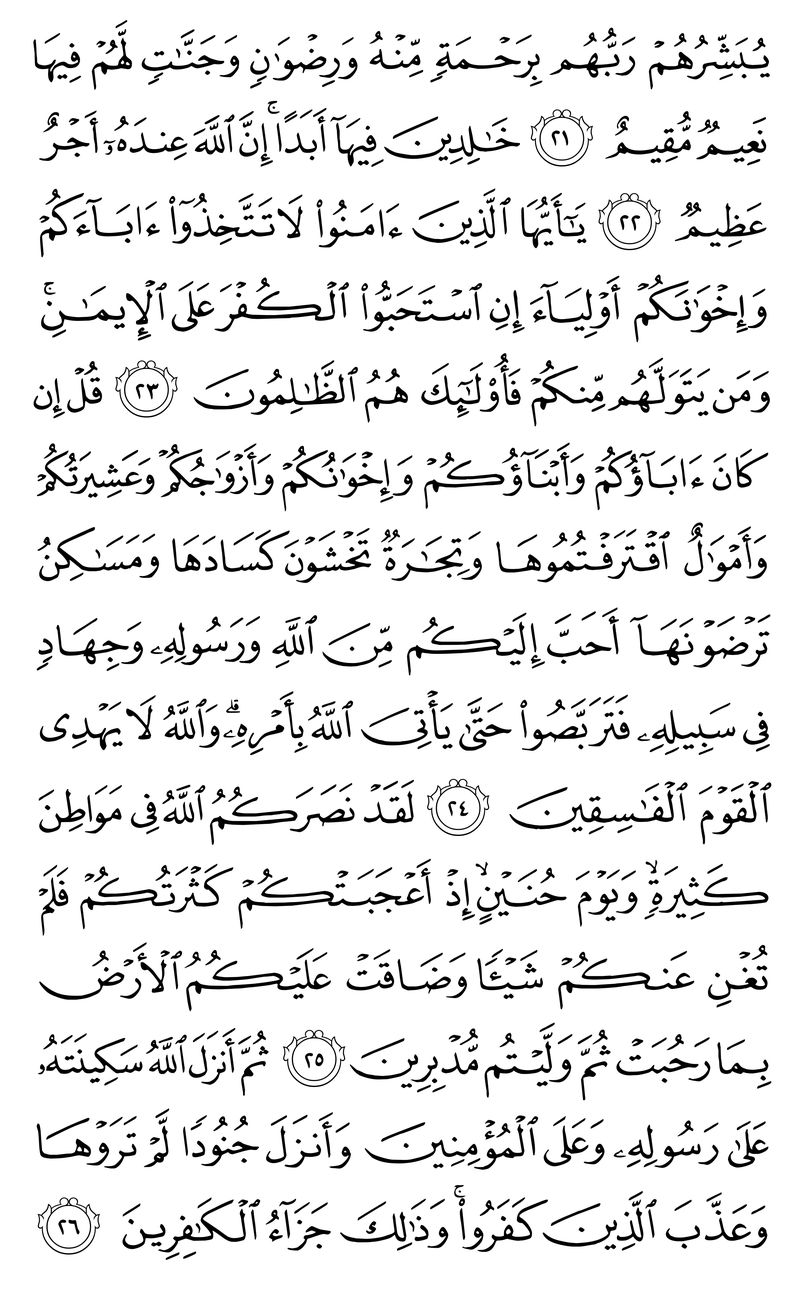 يُبَشِّرُهُمۡ رَبُّهُم بِرَحۡمَةٖ مِّنۡهُ وَرِضۡوَٰنٖ وَجَنَّٰتٖ لَّهُمۡ فِيهَا
نَعِيمٞ مُّقِيمٌ ٢١ خَٰلِدِينَ فِيهَآ أَبَدًاۚ إِنَّ ٱللَّهَ عِندَهُۥٓ أَجۡرٌ
عَظِيمٞ ٢٢ يَٰٓأَيُّهَا ٱلَّذِينَ ءَامَنُواْ لَا تَتَّخِذُوٓاْ ءَابَآءَكُمۡ
وَإِخۡوَٰنَكُمۡ أَوۡلِيَآءَ إِنِ ٱسۡتَحَبُّواْ ٱلۡكُفۡرَ عَلَى ٱلۡإِيمَٰنِۚ
وَمَن يَتَوَلَّهُم مِّنكُمۡ فَأُوْلَٰٓئِكَ هُمُ ٱلظَّٰلِمُونَ ٢٣ قُلۡ إِن
كَانَ ءَابَآؤُكُمۡ وَأَبۡنَآؤُكُمۡ وَإِخۡوَٰنُكُمۡ وَأَزۡوَٰجُكُمۡ وَعَشِيرَتُكُمۡ
وَأَمۡوَٰلٌ ٱقۡتَرَفۡتُمُوهَا وَتِجَٰرَةٞ تَخۡشَوۡنَ كَسَادَهَا وَمَسَٰكِنُ
تَرۡضَوۡنَهَآ أَحَبَّ إِلَيۡكُم مِّنَ ٱللَّهِ وَرَسُولِهِۦ وَجِهَادٖ
فِي سَبِيلِهِۦ فَتَرَبَّصُواْ حَتَّىٰ يَأۡتِيَ ٱللَّهُ بِأَمۡرِهِۦۗ وَٱللَّهُ لَا يَهۡدِي
ٱلۡقَوۡمَ ٱلۡفَٰسِقِينَ ٢٤ لَقَدۡ نَصَرَكُمُ ٱللَّهُ فِي مَوَاطِنَ
كَثِيرَةٖۙ وَيَوۡمَ حُنَيۡنٍۙ إِذۡ أَعۡجَبَتۡكُمۡ كَثۡرَتُكُمۡ فَلَمۡ
تُغۡنِ عَنكُمۡ شَيۡـٔٗا وَضَاقَتۡ عَلَيۡكُمُ ٱلۡأَرۡضُ
بِمَا رَحُبَتۡ ثُمَّ وَلَّيۡتُم مُّدۡبِرِينَ ٢٥ ثُمَّ أَنزَلَ ٱللَّهُ سَكِينَتَهُۥ
عَلَىٰ رَسُولِهِۦ وَعَلَى ٱلۡمُؤۡمِنِينَ وَأَنزَلَ جُنُودٗا لَّمۡ تَرَوۡهَا
وَعَذَّبَ ٱلَّذِينَ كَفَرُواْۚ وَذَٰلِكَ جَزَآءُ ٱلۡكَٰفِرِينَ ٢٦